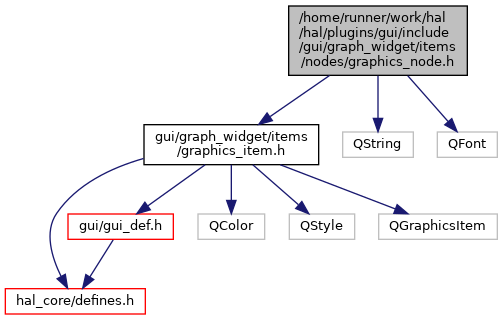 /home/runner/work/hal
/hal/plugins/gui/include
/gui/graph_widget/items
/nodes/graphics_node.h
gui/graph_widget/items
/graphics_item.h
QString
QFont
gui/gui_def.h
QColor
QStyle
QGraphicsItem
hal_core/defines.h